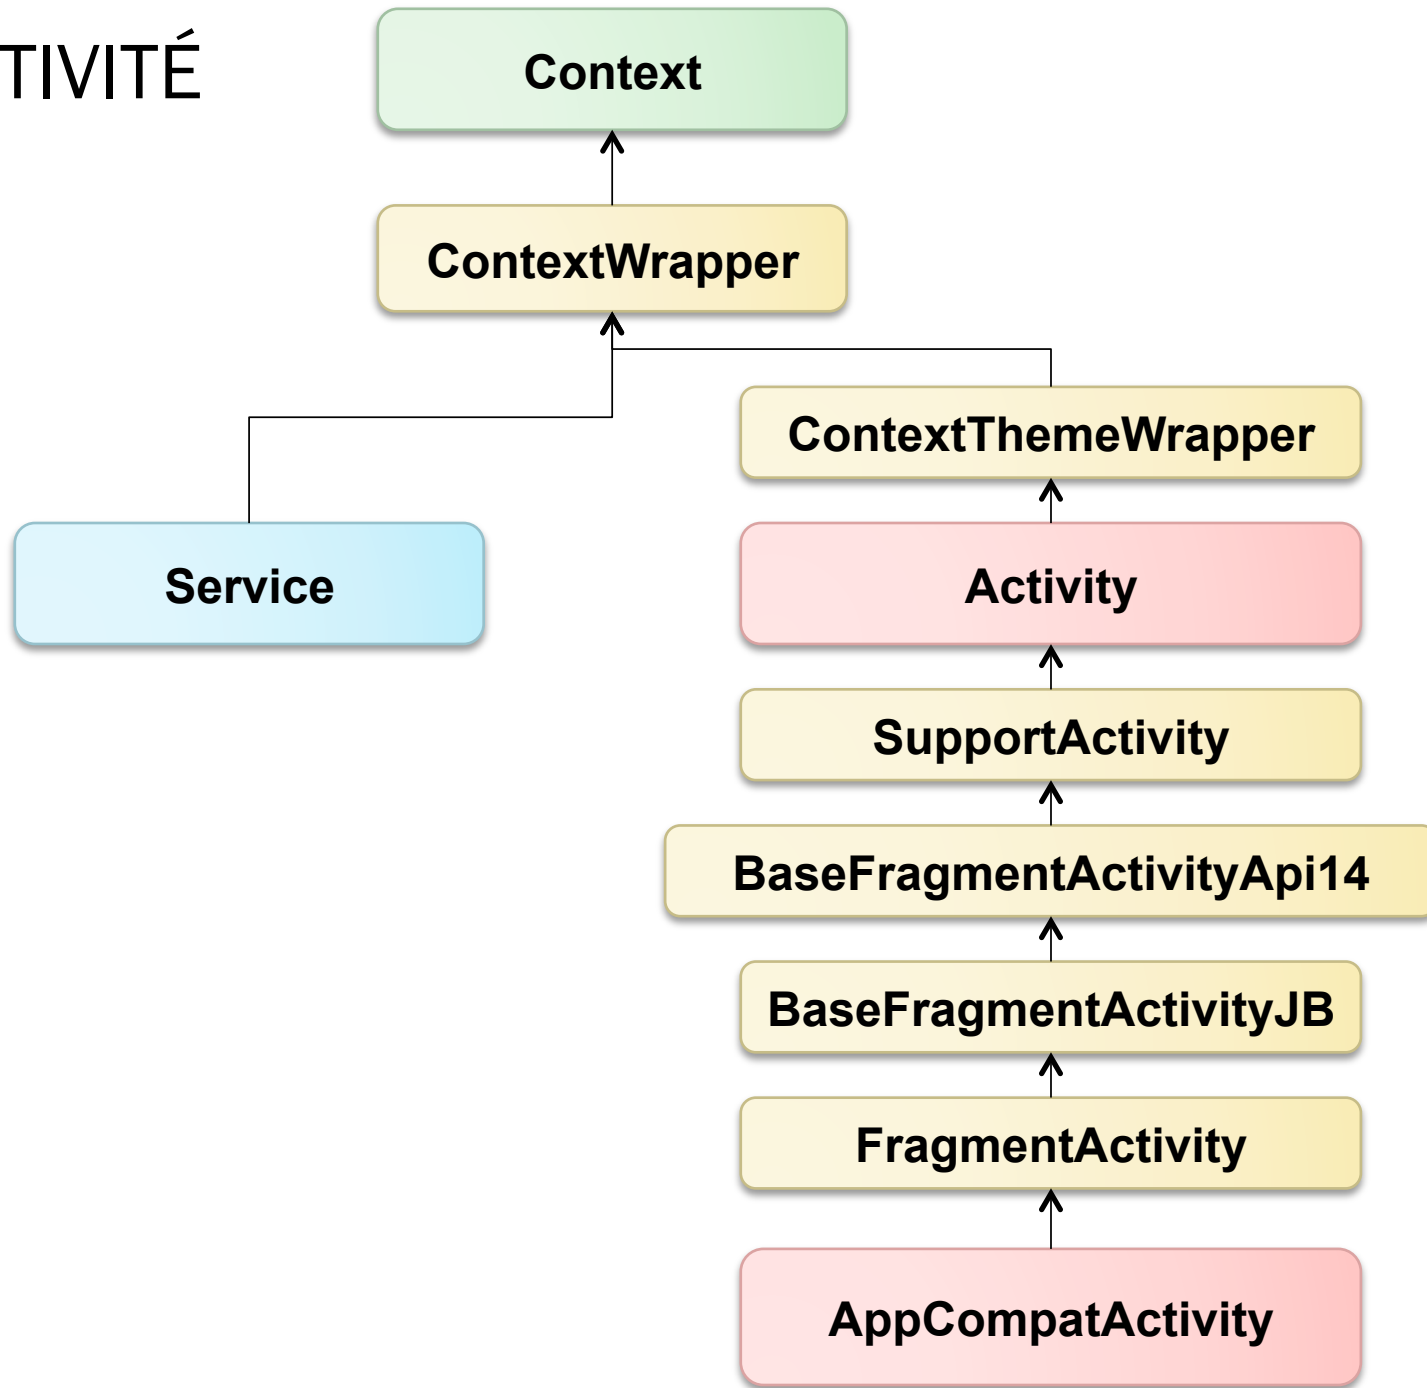 TIVITÉ
Context
ContextWrapper
ContextThemeWrapper
Service
Activity
SupportActivity
BaseFragmentActivityApi14
BaseFragmentActivityJB
FragmentActivity
AppCompatActivity